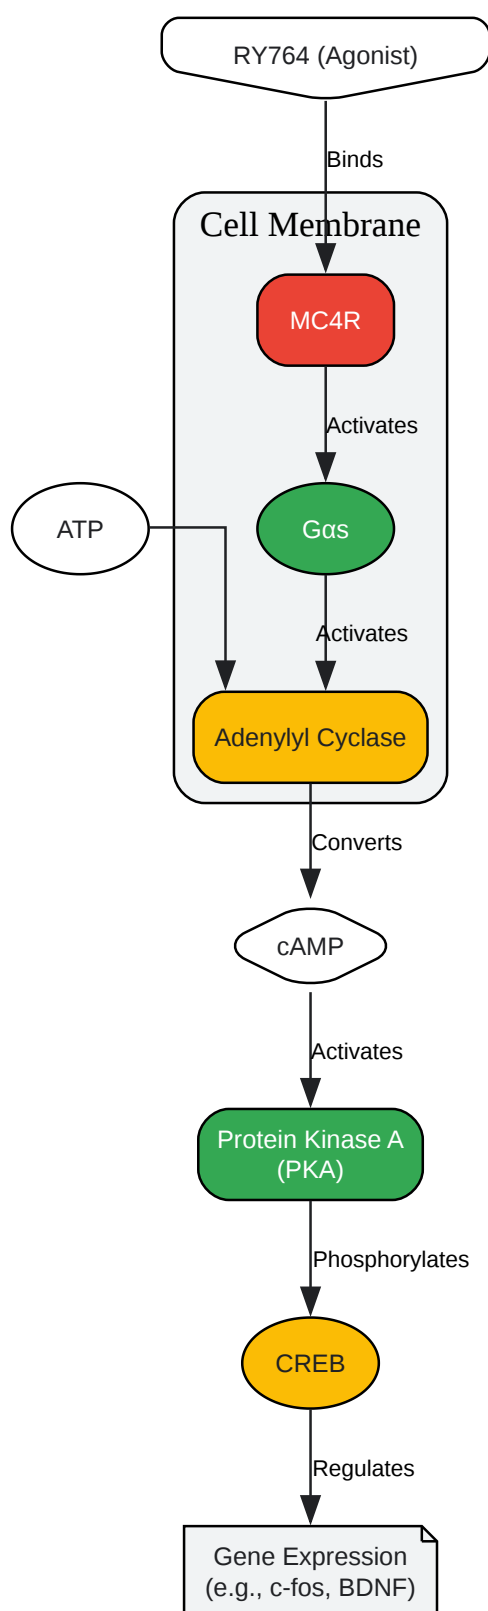 RY764 (Agonist)
Binds
Cell Membrane
MC4R
Activates
ATP
Gαs
Activates
Adenylyl Cyclase
Converts
cAMP
Activates
Protein Kinase A
(PKA)
Phosphorylates
CREB
Regulates
Gene Expression
(e.g., c-fos, BDNF)